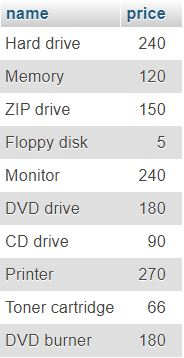 name price
Hard drive 240
Memory 120
ZIP drive 150
Floppy disk 5
Monitor 240
DVD drive 180
CD drive 90
Printer 270
Toner cartridge 66
DVD burner 180